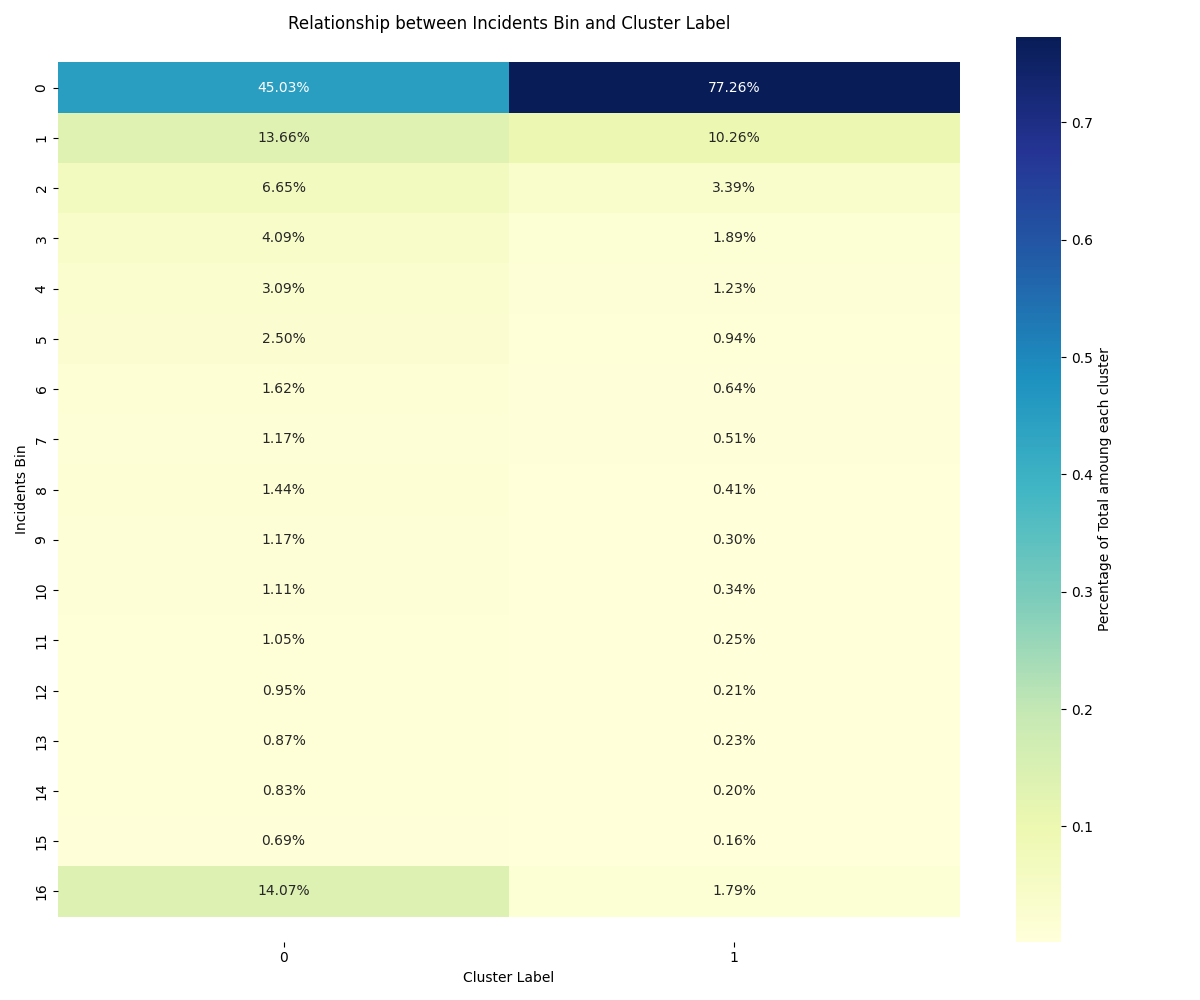 Relationship between Incidents Bin and Cluster Label
0 45.03% 77.26%
1 13.66% 10.26%
2 6.65% 3.39%
3 4.09% 1.89%
4 3.09% 1.23%
5 2.50% 0.94%
6 1.62% 0.64%
7 1.17% 0.51%
8 1.44% 0.41%
9 1.17% 0.30%
10 1.11% 0.34%
11 1.05% 0.25%
12 0.95% 0.21%
13 0.87% 0.23%
14 0.83% 0.20%
15 0.69% 0.16%
16 14.07% 1.79%
Incidents Bin
0 1
Cluster Label
0.7
0.6
0.5
0.4
0.3
0.2
0.1
Percentage of Total amoung each cluster